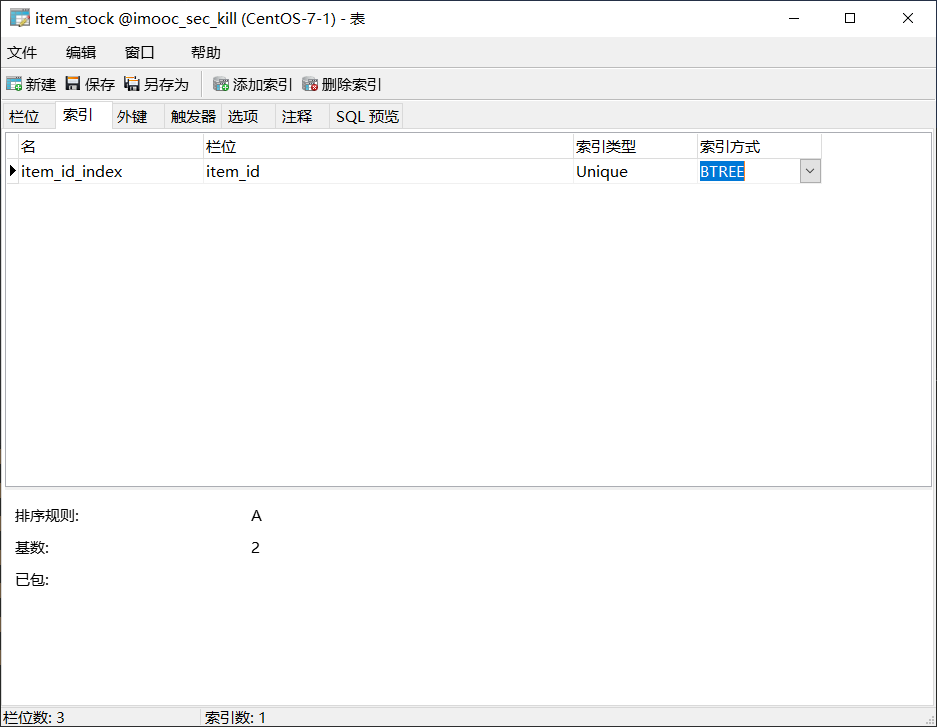 item_stock @imooc_sec_kill (CentOS-7-1) - 表
文件 编辑 窗口 帮助
新建 保存 另存为 添加索引 删除索引
栏位 索引 外键 触发器 选项 注释 SQL 预览
名 栏位 索引类型 索引方式
item_id_index item_id Unique BTREE
排序规则: A
基数: 2
已包:
栏位数: 3 索引数: 1